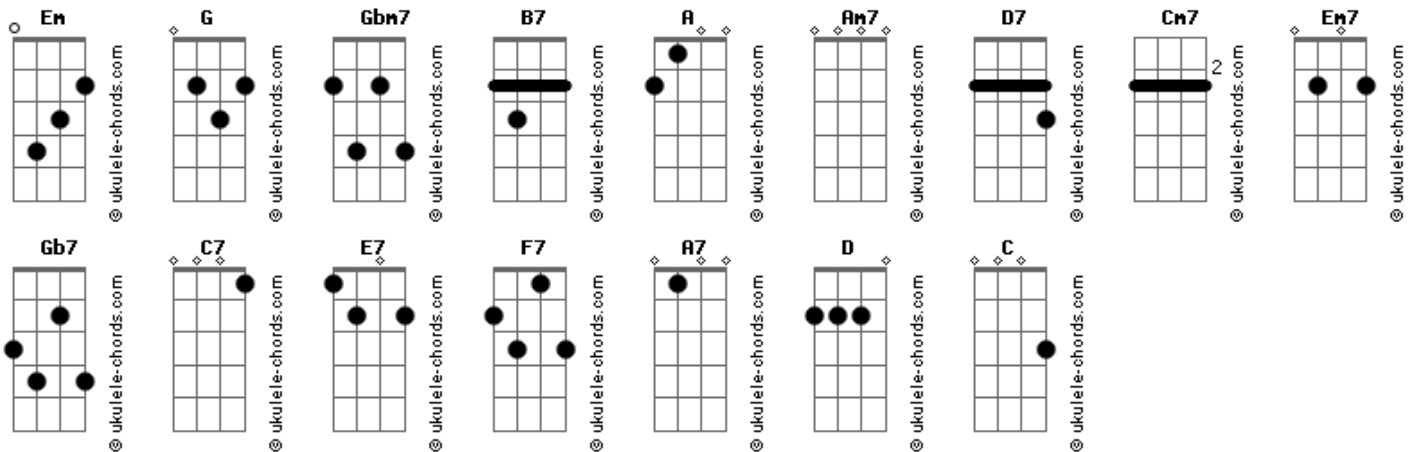 Em G Gbm7 B7 A Am7 D7 Cm7 Em7
2
© ukulele-chords.com © ukulele-chords.com © ukulele-chords.com © ukulele-chords.com © ukulele-chords.com © ukulele-chords.com © ukulele-chords.com © ukulele-chords.com © ukulele-chords.com
Gb7 C7 E7 F7 A7 D C
© ukulele-chords.com © ukulele-chords.com © ukulele-chords.com © ukulele-chords.com © ukulele-chords.com © ukulele-chords.com © ukulele-chords.com